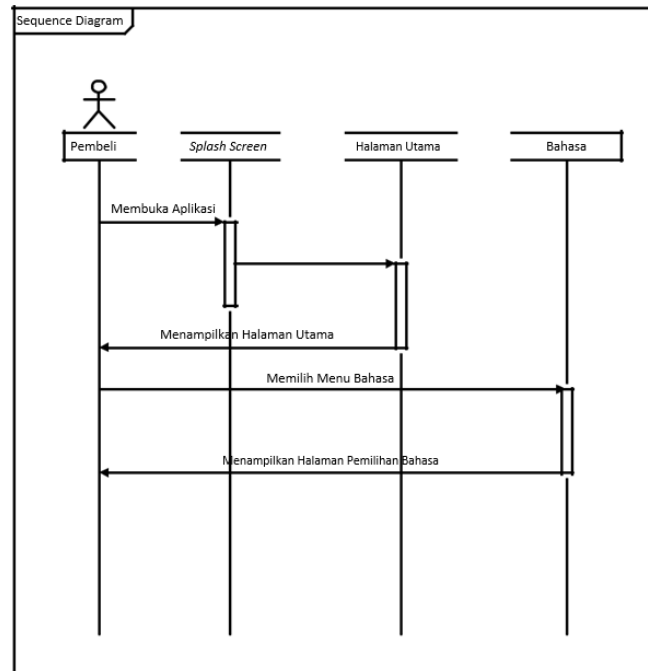 Sequence Diagram
Pembeli
Splash Screen
Halaman Utama
Bahasa
Membuka Aplikasi
Menampilkan Halaman Utama
Memilih Menu Bahasa
Menampilkan Halaman Pemilihan Bahasa